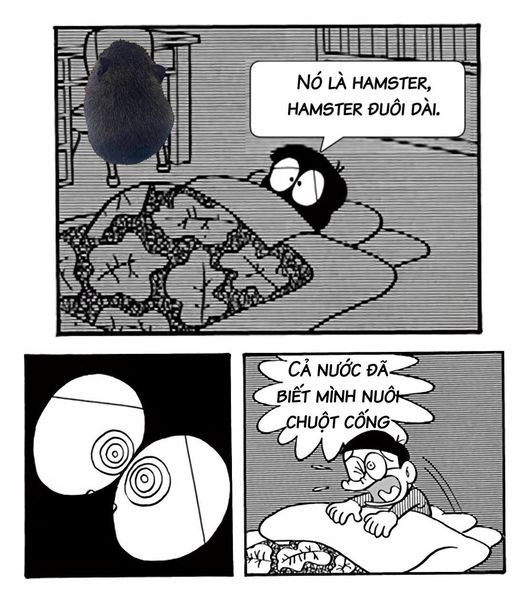 NÓ LÀ HAMSTER,
HAMSTER ĐUÔI DÀI.
CẢ NƯỚC ĐÃ
BIẾT MÌNH NUÔI
CHUỘT CỐNG